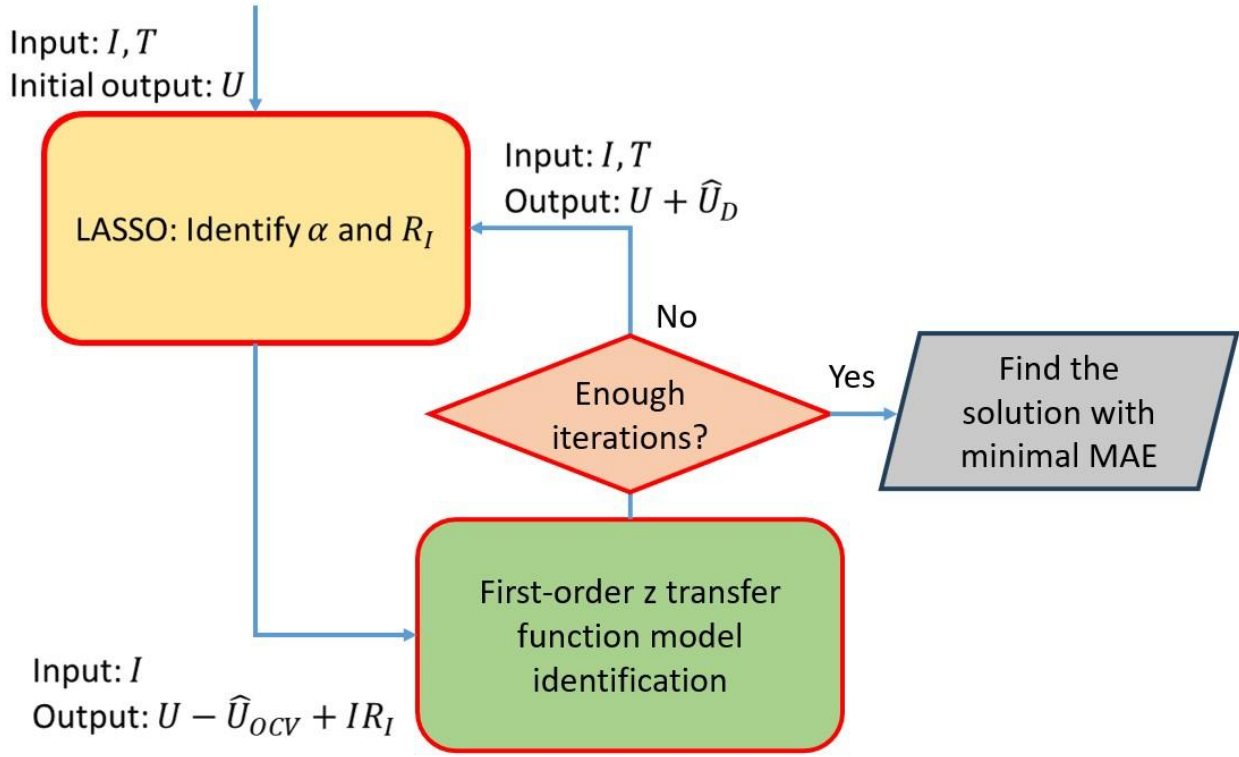 Input: I, T
Initial output: U
LASSO: Identify α and R_I
Input: I, T
Output: U + Û_D
No
Enough
iterations?
Yes
Find the
solution with
minimal MAE
First-order z transfer
function model
identification
Input: I
Output: U − Û_OCV + IR_I